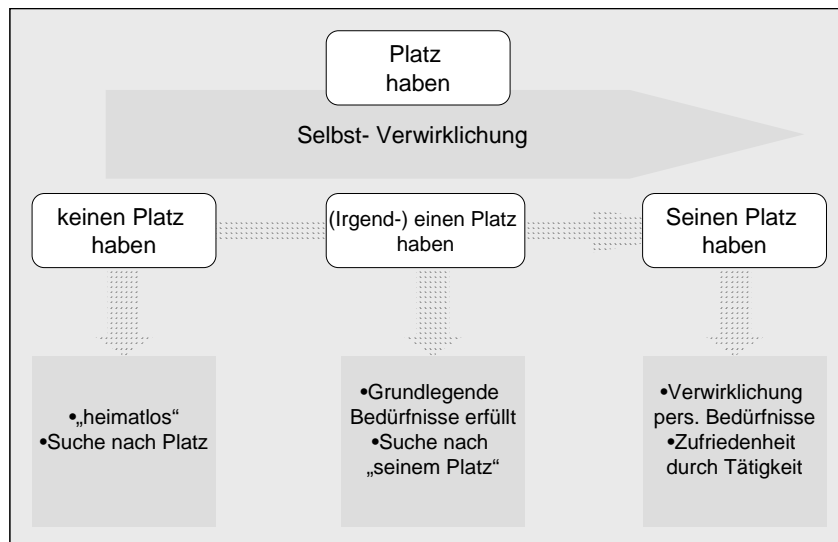 Platz
haben
Selbst- Verwirklichung
keinen Platz
haben
(Irgend-) einen Platz
haben
Seinen Platz
haben
•„heimatlos“
•Suche nach Platz
•Grundlegende
Bedürfnisse erfüllt
•Suche nach
„seinem Platz“
•Verwirklichung
pers. Bedürfnisse
•Zufriedenheit
durch Tätigkeit